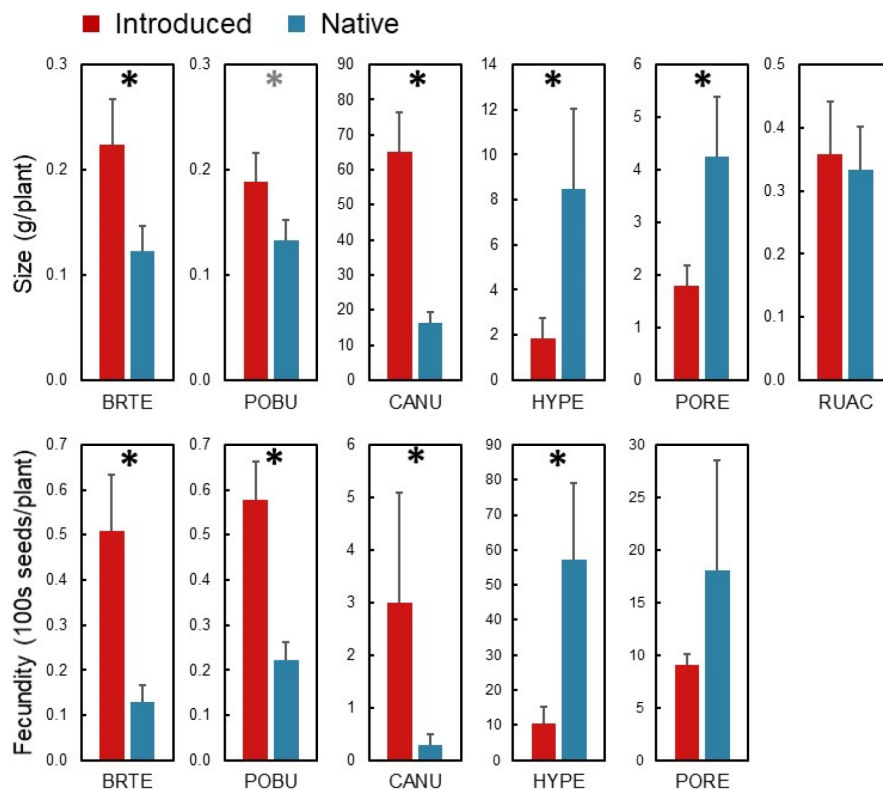 Introduced Native
Size (g/plant)
0.3 0.3 90 14 6 0.5
80 12 5
70 0.4
0.2 0.2 60 10 4
50 8 0.3
40 6 3
0.1 0.1 30 4 2 0.2
20 2 1 0.1
10
0.0 0.0 0 0 0 0.0
BRTE POBU CANU HYPE PORE RUAC
* * * * *
Fecundity (100s seeds/plant)
0.7 0.7 6 90 30
0.6 0.6 5 80 25
0.5 0.5 70
0.4 0.4 4 60 20
0.3 0.3 3 50 15
0.2 0.2 2 40 10
0.1 0.1 1 30 5
20
10
0.0 0.0 0 0 0
BRTE POBU CANU HYPE PORE
* * * *